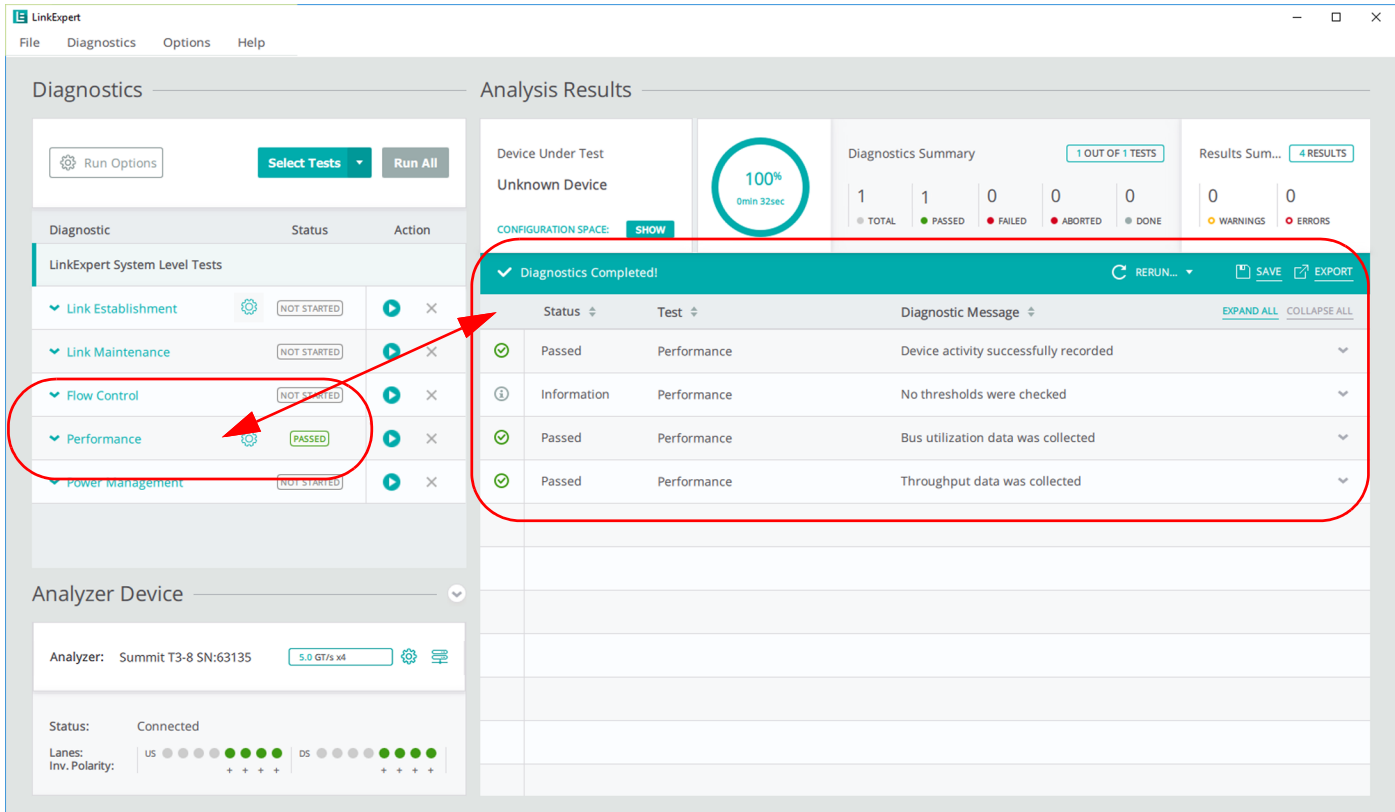 LinkExpert
File Diagnostics Options Help
Diagnostics
Run Options Select Tests Run All
Diagnostic Status Action
LinkExpert System Level Tests
Link Establishment NOT STARTED
Link Maintenance NOT STARTED
Flow Control NOT STARTED
Performance PASSED
Power Management NOT STARTED
Analyzer Device
Analyzer: Summit T3-8 SN:63135 5.0 GT/s x4
Status: Connected
Lanes: US DS
Inv. Polarity: + + + + + + + +
Analysis Results
Device Under Test
Unknown Device
CONFIGURATION SPACE: SHOW
100%
0min 32sec
Diagnostics Summary 1 OUT OF 1 TESTS
1 1 0 0 0
TOTAL PASSED FAILED ABORTED DONE
Results Sum... 4 RESULTS
0 0
WARNINGS ERRORS
Diagnostics Completed! RERUN... SAVE EXPORT
Status Test Diagnostic Message EXPAND ALL COLLAPSE ALL
Passed Performance Device activity successfully recorded
Information Performance No thresholds were checked
Passed Performance Bus utilization data was collected
Passed Performance Throughput data was collected